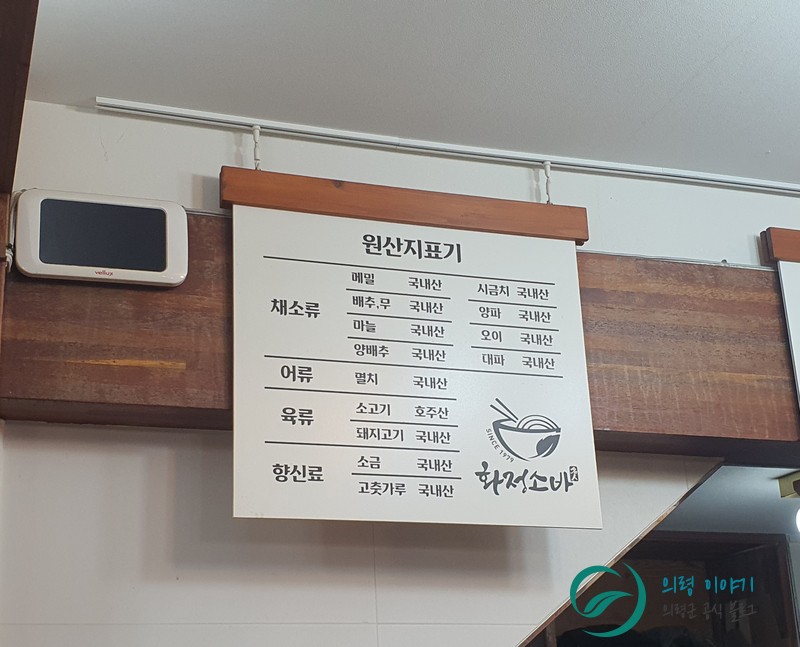 원산지표기
채소류
메밀 국내산 시금치 국내산
배추,무 국내산 양파 국내산
마늘 국내산 오이 국내산
양배추 국내산 대파 국내산
어류 멸치 국내산
육류
소고기 호주산
돼지고기 국내산
향신료
소금 국내산
고춧가루 국내산
SINCE 1979
화정소바
velllux
의령 이야기
의령군 공식 블로그